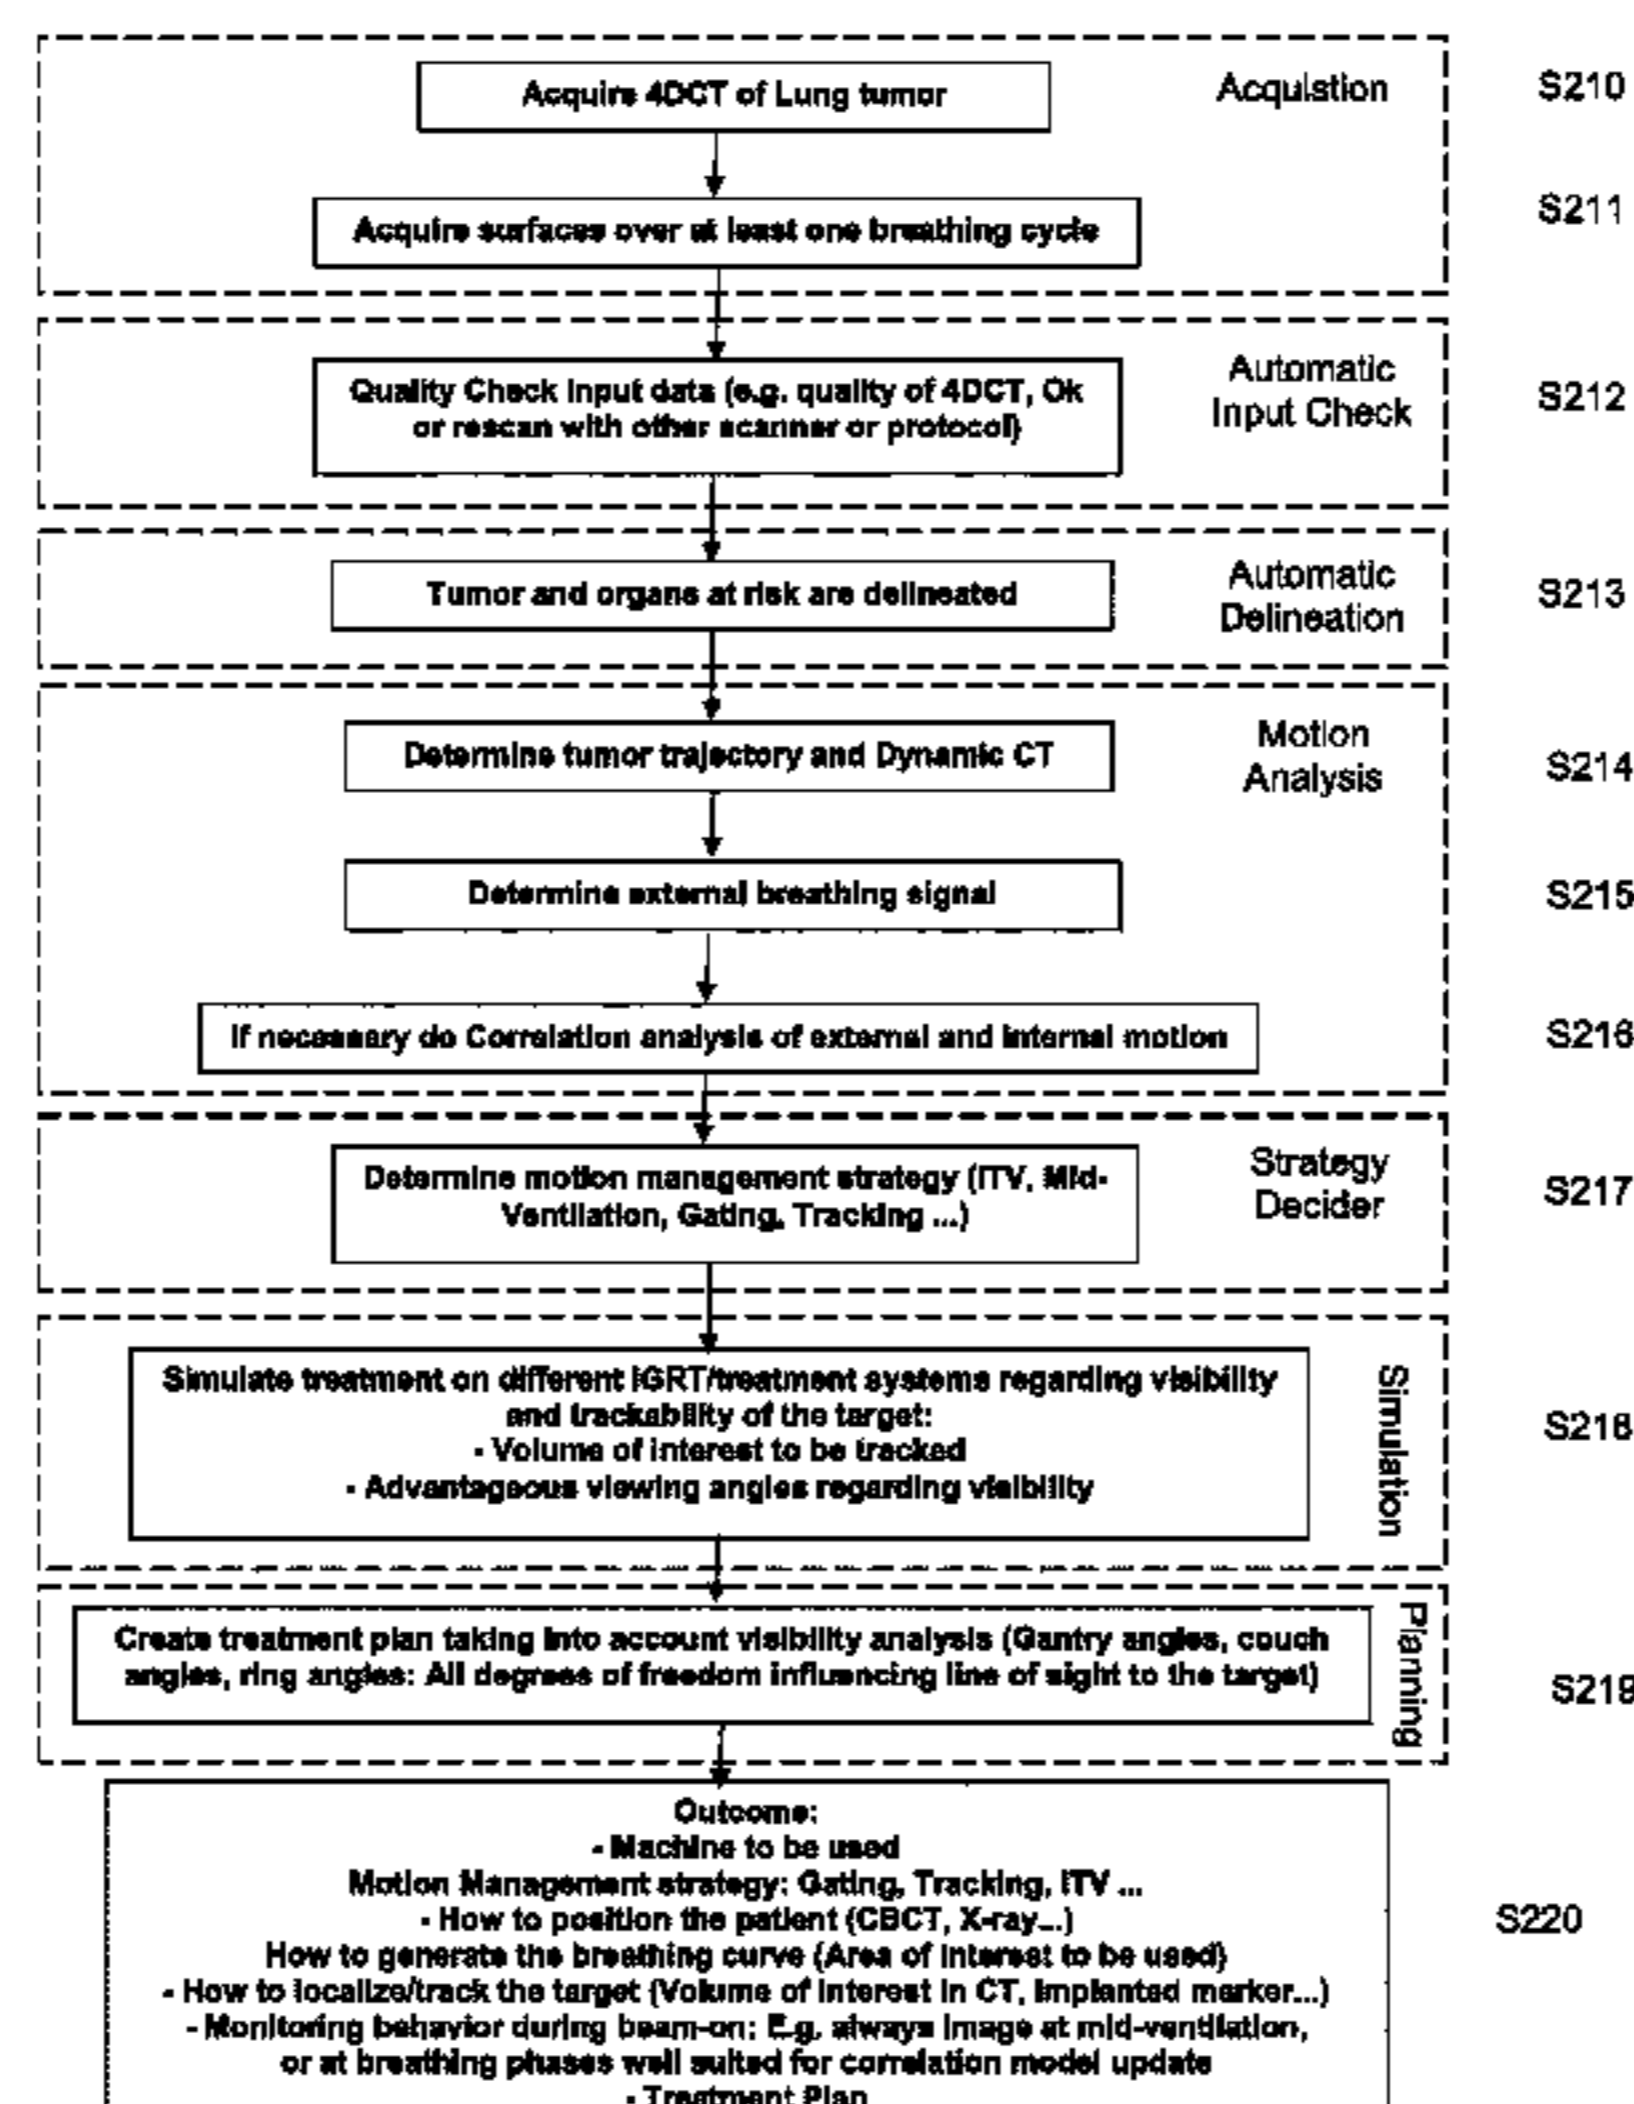 Acquire 4DCT of Lung tumor
Acquistion
S210
Acquire surfaces over at least one breathing cycle
S211
Quality Check Input data (e.g. quality of 4DCT, Ok
or rescan with other scanner or protocol)
Automatic
Input Check
S212
Tumor and organs at risk are delineated
Automatic
Delineation
S213
Determine tumor trajectory and Dynamic CT
Motion
Analysis
S214
Determine external breathing signal
S215
If necessary do Correlation analysis of external and internal motion
S216
Determine motion management strategy (ITV, Mid-
Ventilation, Gating, Tracking ...)
Strategy
Decider
S217
Simulate treatment on different IGRT/treatment systems regarding visibility
and trackability of the target:
- Volume of interest to be tracked
- Advantageous viewing angles regarding visibility
Simulation
S218
Create treatment plan taking into account visibility analysis (Gantry angles, couch
angles, ring angles: All degrees of freedom influencing line of sight to the target)
Planning
S219
Outcome:
- Machine to be used
Motion Management strategy: Gating, Tracking, ITV ...
- How to position the patient (CBCT, X-ray...)
How to generate the breathing curve (Area of interest to be used)
- How to localize/track the target (Volume of interest in CT, Implanted marker...)
- Monitoring behavior during beam-on: E.g. always image at mid-ventilation,
or at breathing phases well suited for correlation model update
- Treatment Plan
S220